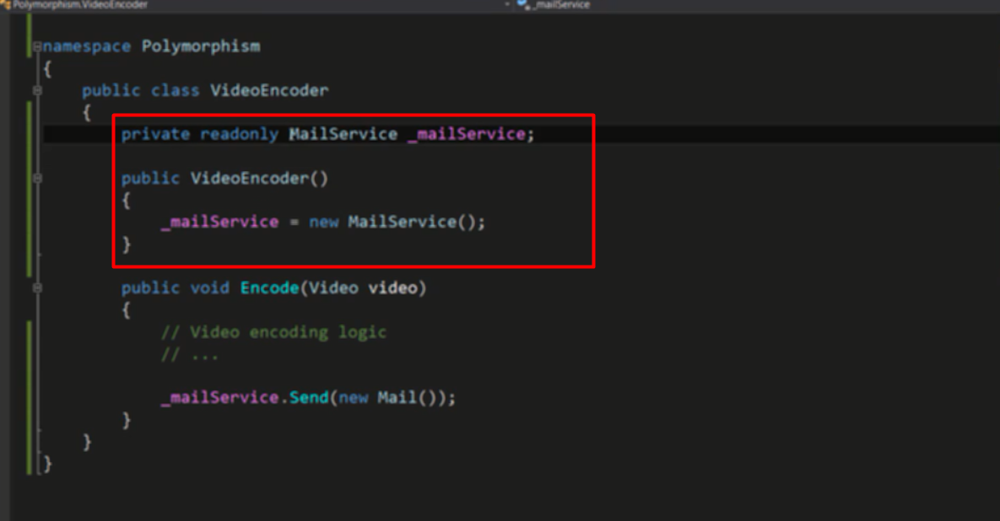 Polymorphism.VideoEncoder
_mailService
namespace Polymorphism
{
public class VideoEncoder
{
private readonly MailService _mailService;
public VideoEncoder()
{
_mailService = new MailService();
}
public void Encode(Video video)
{
// Video encoding logic
// ...
_mailService.Send(new Mail());
}
}
}